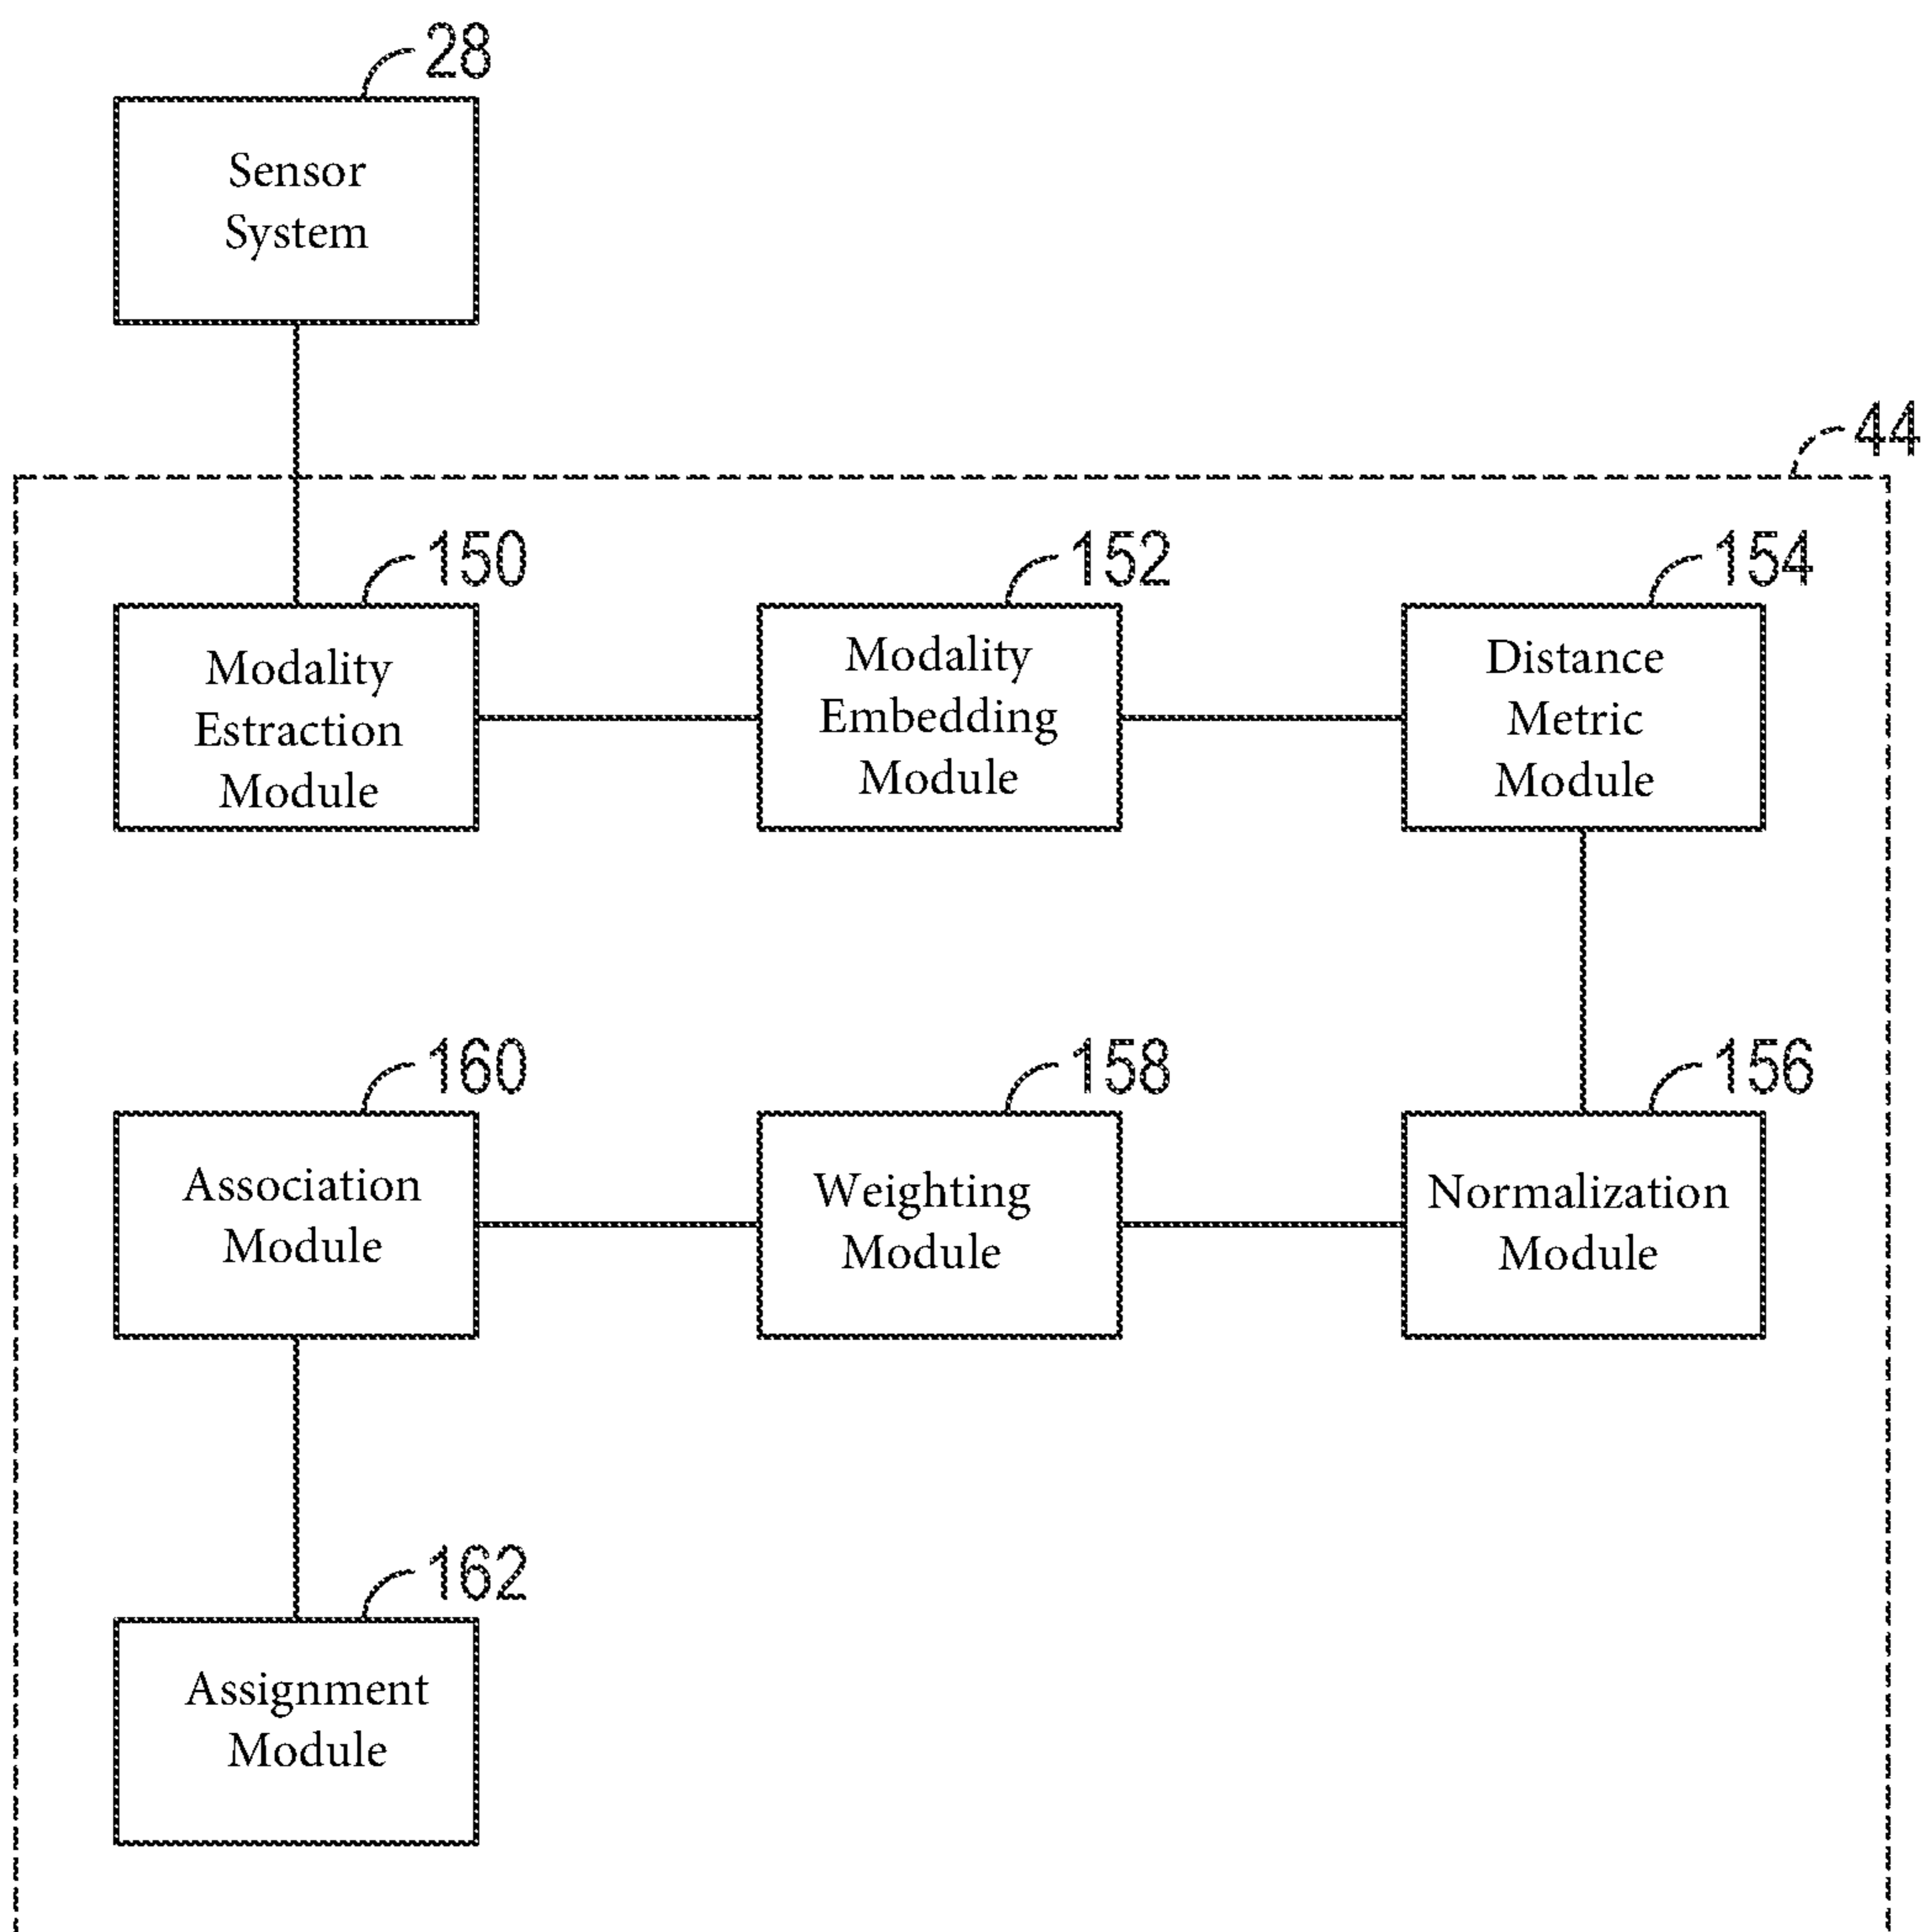 28
Sensor
System
44
150
152
154
Modality
Estraction
Module
Modality
Embedding
Module
Distance
Metric
Module
160
158
156
Association
Module
Weighting
Module
Normalization
Module
162
Assignment
Module